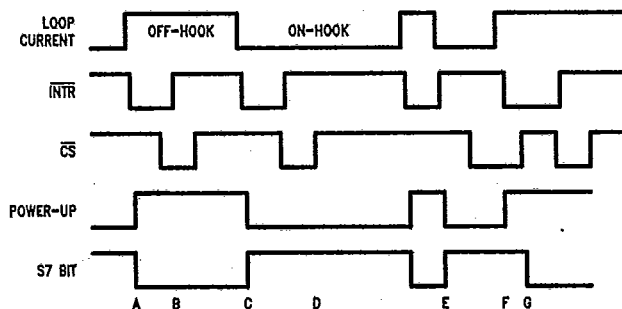 LOOP
CURRENT
OFF-HOOK
ON-HOOK
INTR
CS
POWER-UP
S7 BIT
A B C D E F G